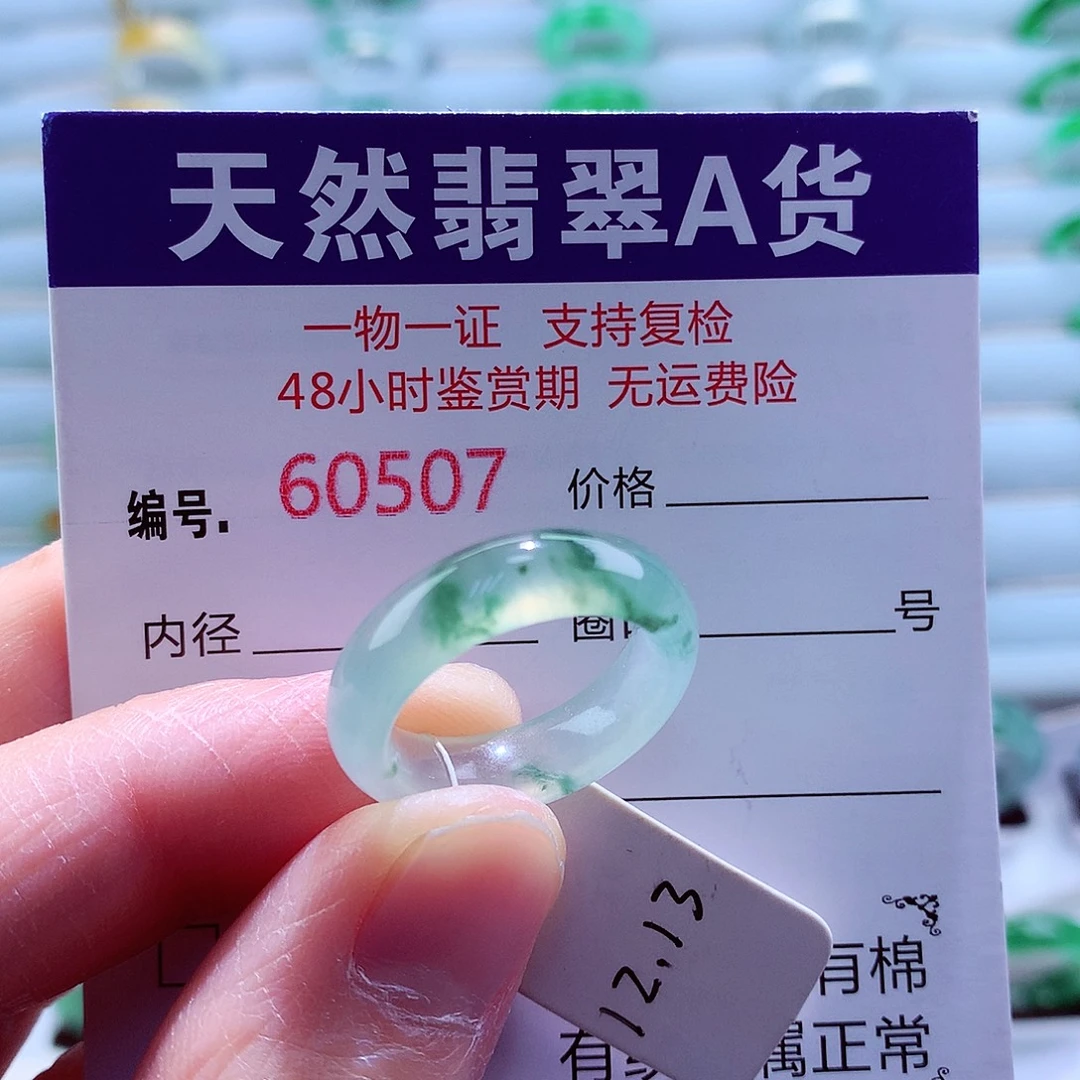 天然翡翠A货
一物一证 支持复检
48小时鉴赏期 无运费险
编号. 60507 价格
内径 圈 号
12.13
有棉
有 属正常